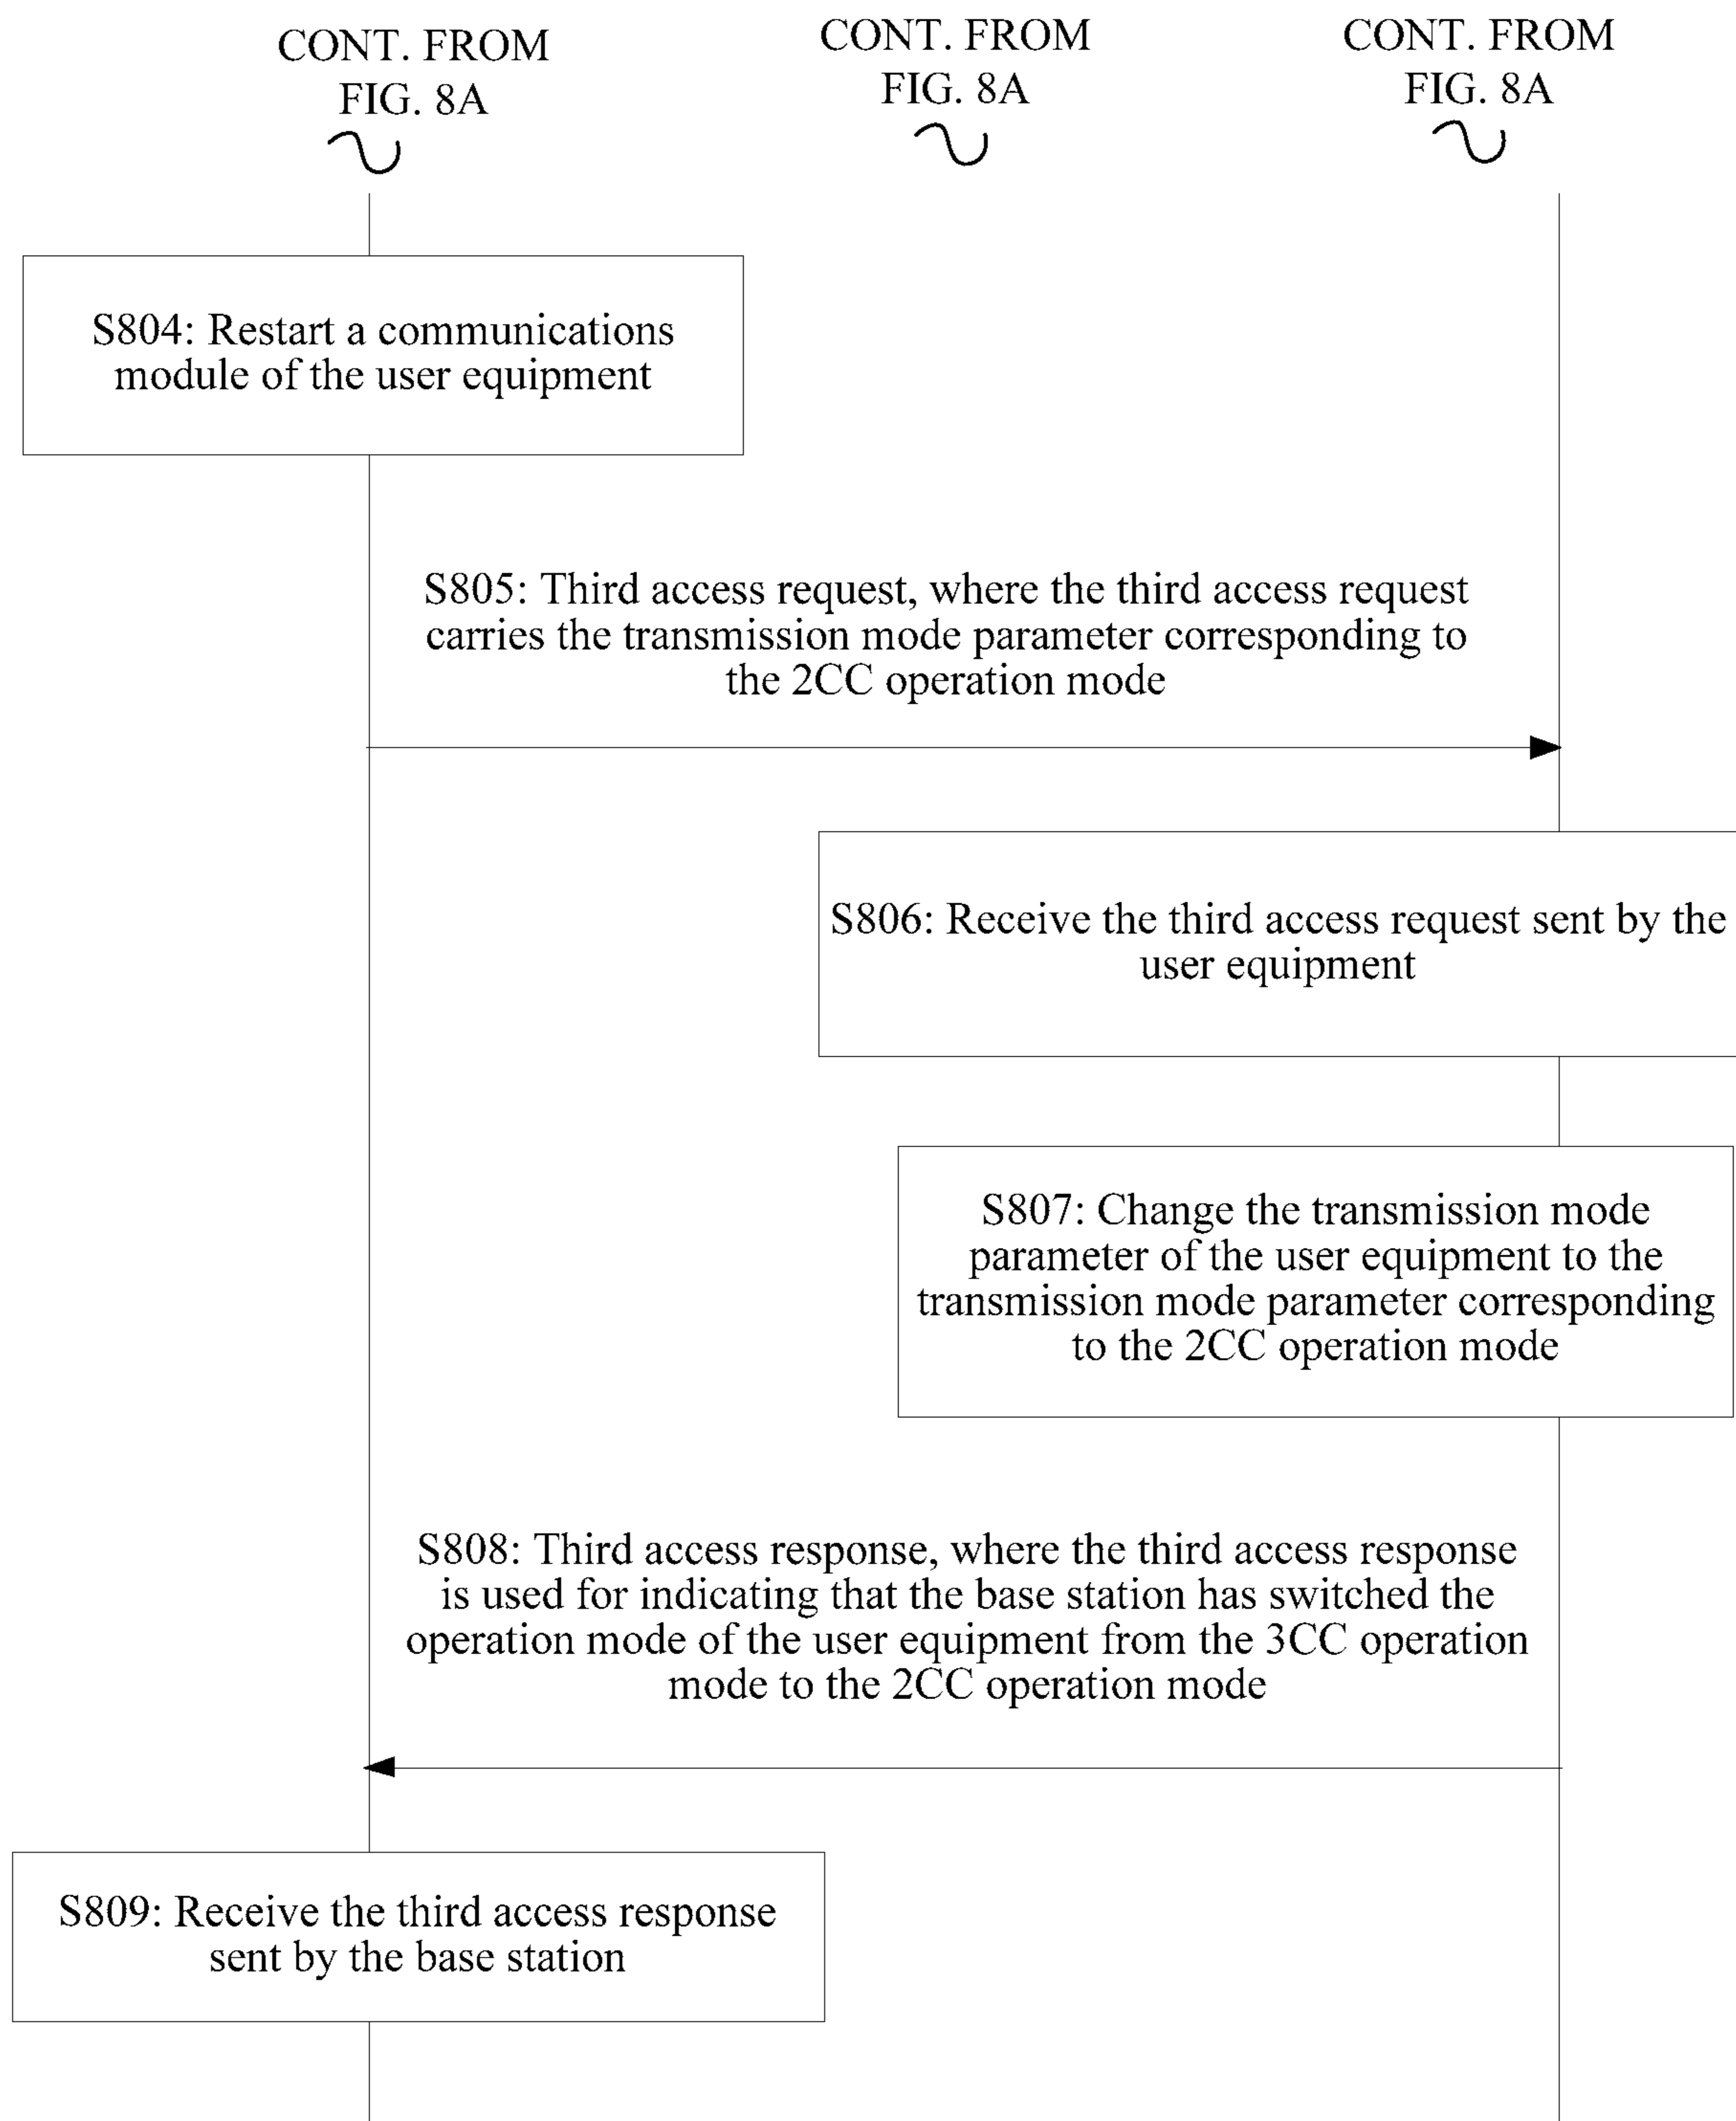 CONT. FROM
FIG. 8A
CONT. FROM
FIG. 8A
CONT. FROM
FIG. 8A
S804: Restart a communications
module of the user equipment
S805: Third access request, where the third access request
carries the transmission mode parameter corresponding to
the 2CC operation mode
S806: Receive the third access request sent by the
user equipment
S807: Change the transmission mode
parameter of the user equipment to the
transmission mode parameter corresponding
to the 2CC operation mode
S808: Third access response, where the third access response
is used for indicating that the base station has switched the
operation mode of the user equipment from the 3CC operation
mode to the 2CC operation mode
S809: Receive the third access response
sent by the base station